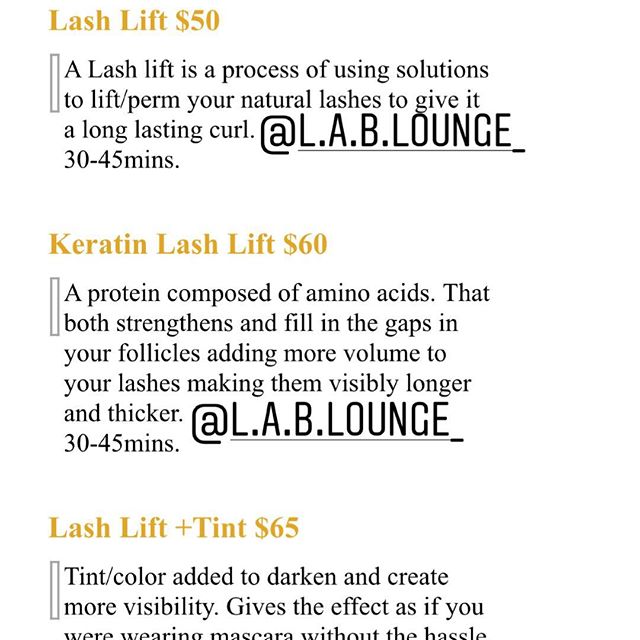 Lash Lift $50
A Lash lift is a process of using solutions
to lift/perm your natural lashes to give it
a long lasting curl. @L.A.B.LOUNGE_
30-45mins.
Keratin Lash Lift $60
A protein composed of amino acids. That
both strengthens and fill in the gaps in
your follicles adding more volume to
your lashes making them visibly longer
and thicker. @L.A.B.LOUNGE_
30-45mins.
Lash Lift +Tint $65
Tint/color added to darken and create
more visibility. Gives the effect as if you
were wearing mascara without the hassle